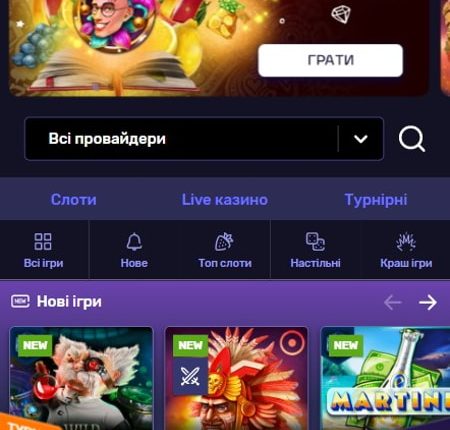 ГРАТИ
Всі провайдери
Слоти Live казино Турнірні
Всі ігри Нове Топ слоти Настільні Краш ігри
NEW Нові ігри
NEW NEW NEW
WILD MARTINI